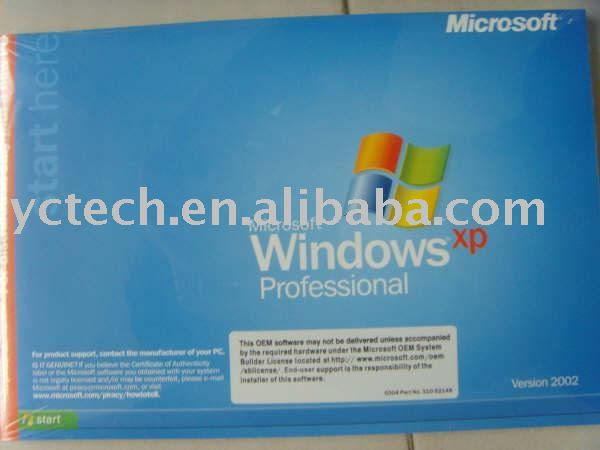 Microsoft
start here
yctech.en.alibaba.com
Microsoft
Windows xp
Professional
This OEM software may not be delivered unless accompanied
by the required hardware under the Microsoft OEM System
Builder License located at http:// www.microsoft.com/oem
/sblicense/. End-user support is the responsibility of the
installer of this software.
0304 Part No. X10-92148
For product support, contact the manufacturer of your PC.
IS IT GENUINE? If you believe the Certificate of Authenticity
label or the Microsoft software you obtained with your system
is not legally licensed and/or may be counterfeit, please e-mail
Microsoft at piracy@microsoft.com, or visit
www.microsoft.com/piracy/howtotell.
Version 2002
start